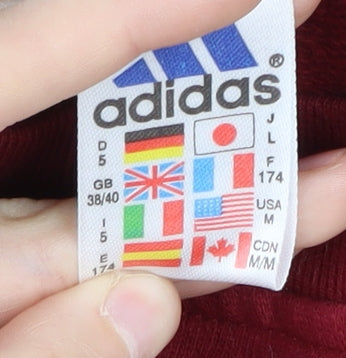 adidas®
D
5
J
L
GB
38/40
F
174
I
5
USA
M
E
174
CDN
M/M